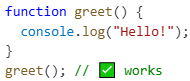 function greet() {
  console.log("Hello!");
}
greet(); // ✅ works